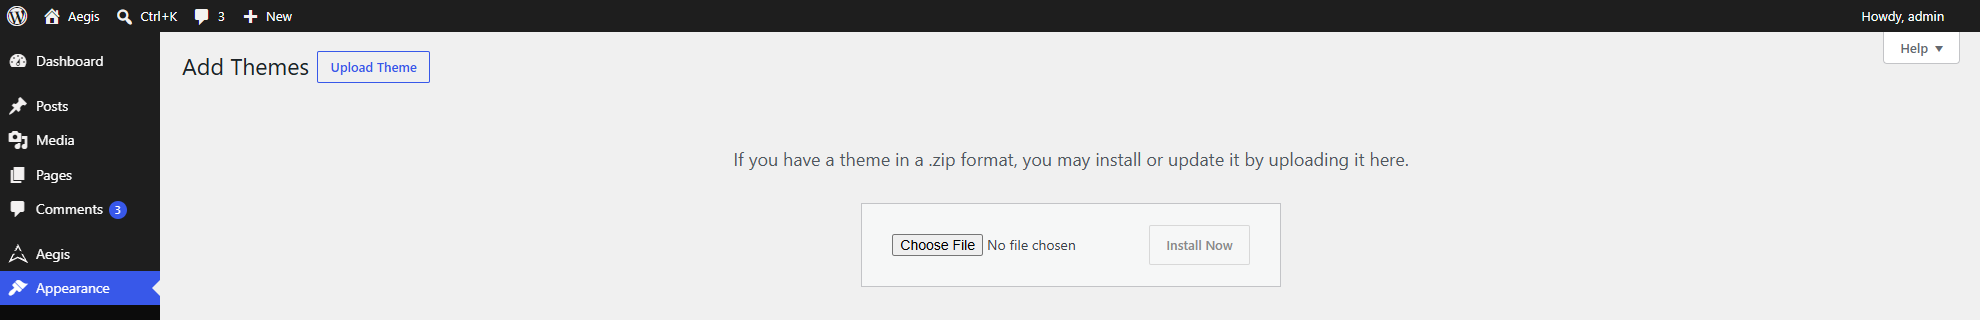 Aegis Ctrl+K 3 New Howdy, admin
Help
Dashboard
Posts
Media
Pages
Comments 3
Aegis
Appearance
Add Themes Upload Theme
If you have a theme in a .zip format, you may install or update it by uploading it here.
Choose File No file chosen Install Now